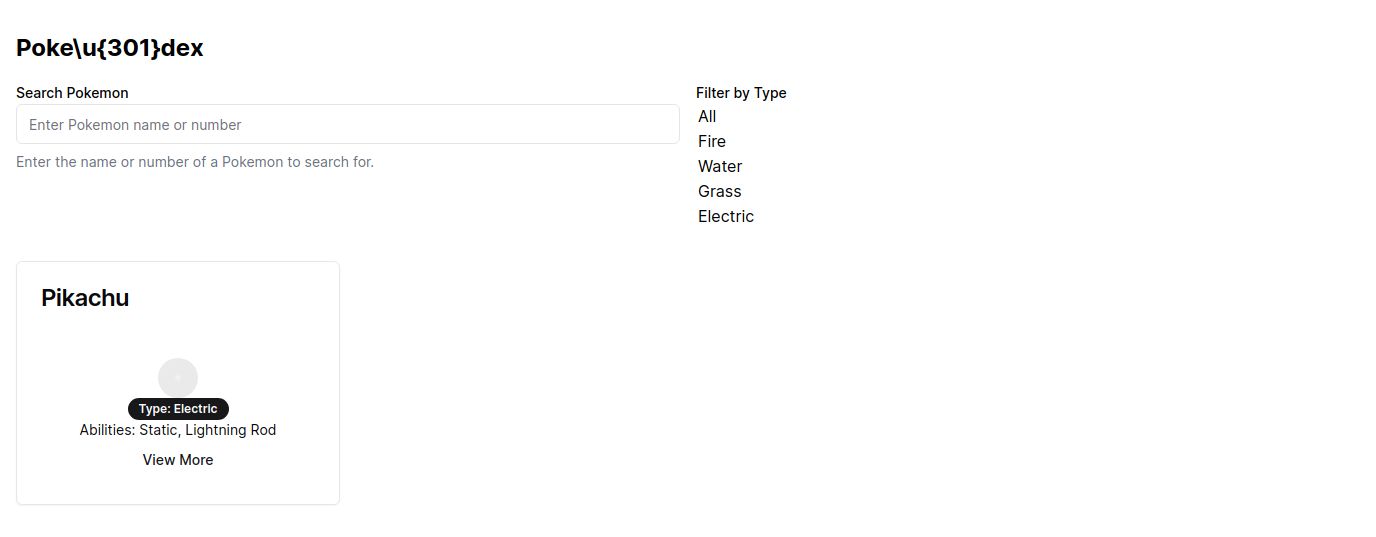 Poke\u{301}dex
Search Pokemon
Enter Pokemon name or number
Enter the name or number of a Pokemon to search for.
Filter by Type
All
Fire
Water
Grass
Electric
Pikachu
Type: Electric
Abilities: Static, Lightning Rod
View More